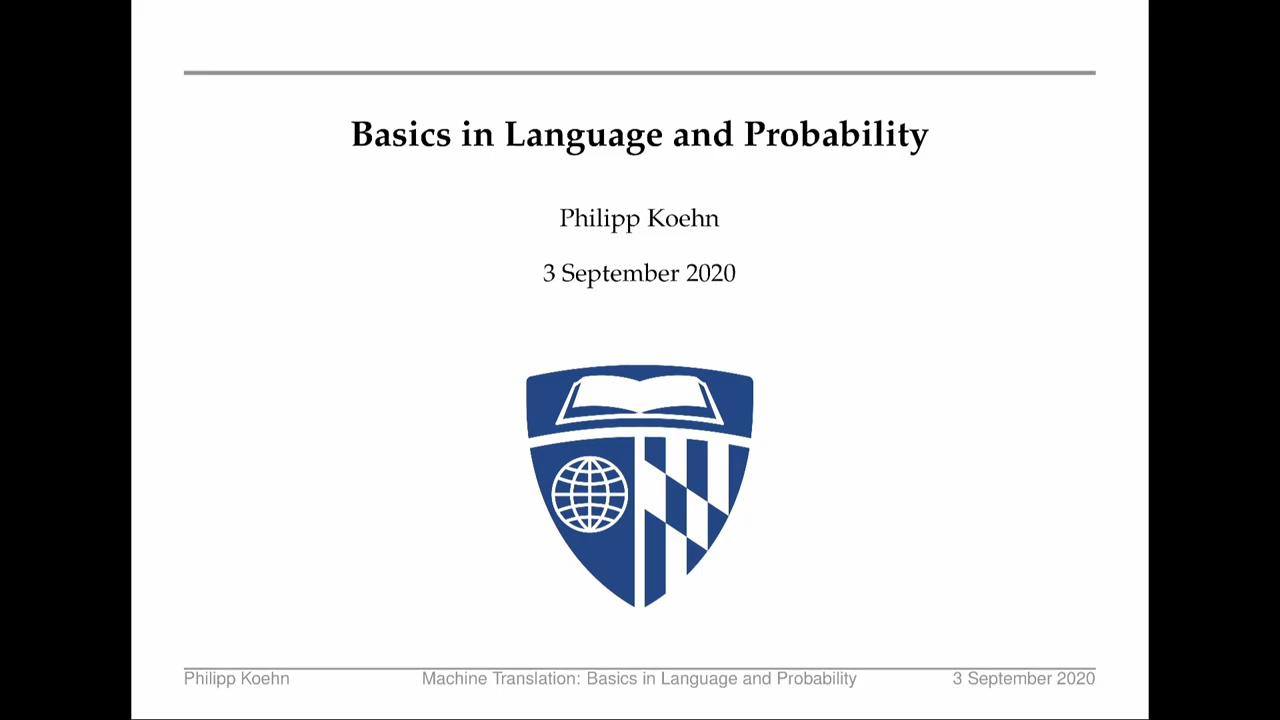 Basics in Language and Probability
Philipp Koehn
3 September 2020
Philipp Koehn Machine Translation: Basics in Language and Probability 3 September 2020